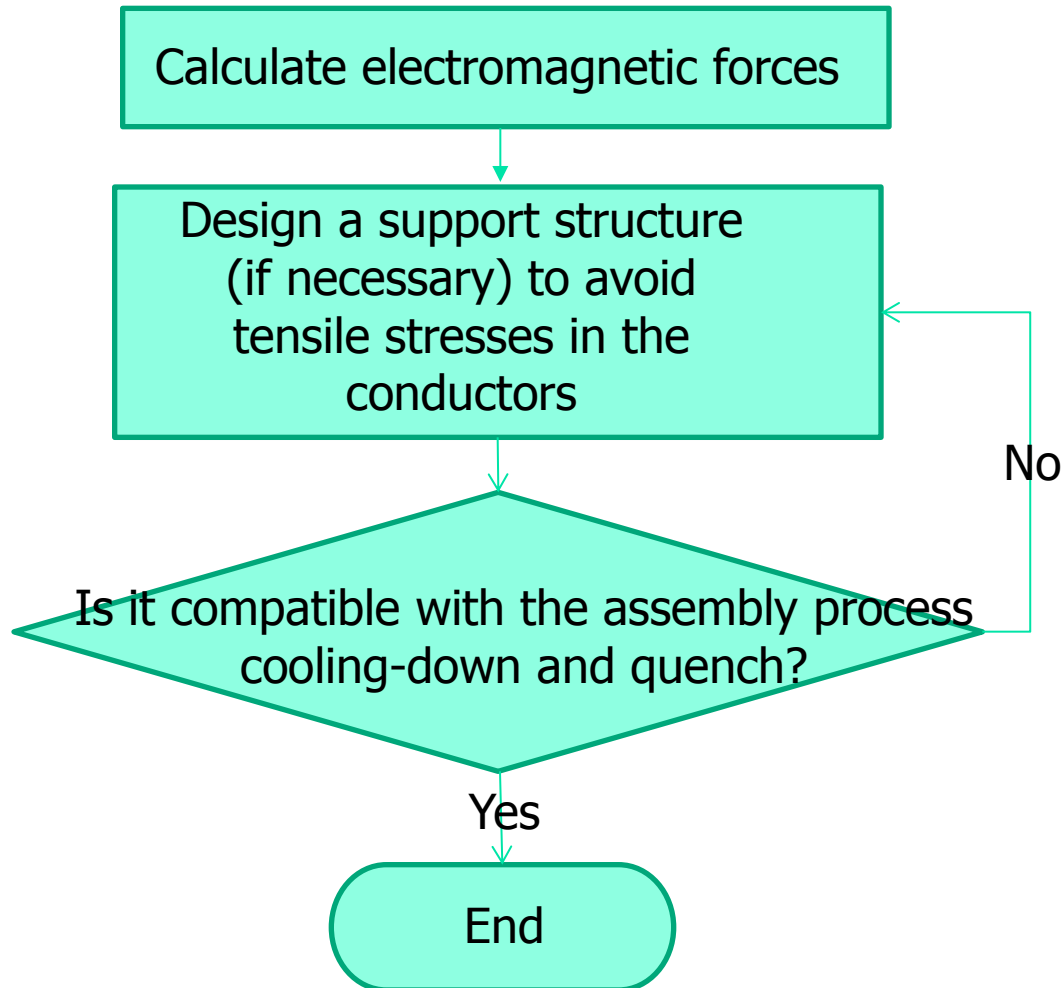 Calculate electromagnetic forces
Design a support structure
(if necessary) to avoid
tensile stresses in the
conductors
No
Is it compatible with the assembly process
cooling-down and quench?
Yes
End